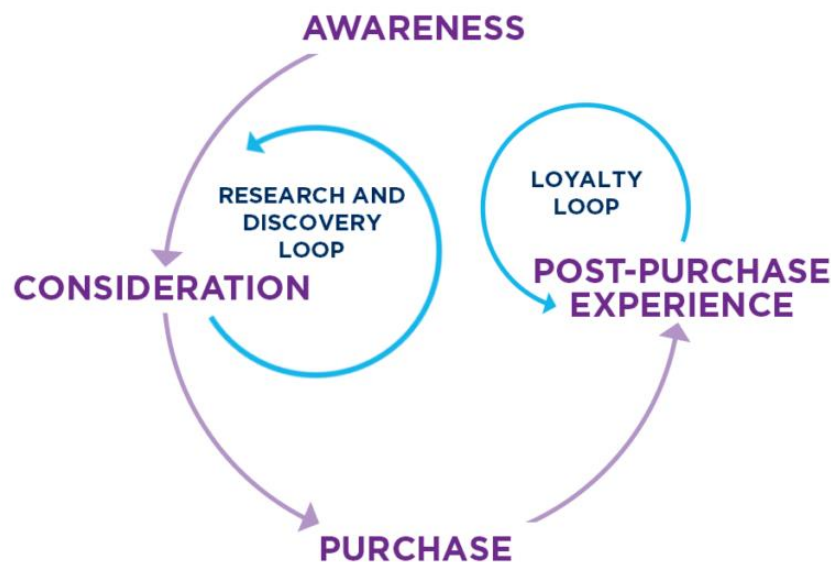 AWARENESS
RESEARCH AND
DISCOVERY
LOOP
LOYALTY
LOOP
CONSIDERATION
POST-PURCHASE
EXPERIENCE
PURCHASE